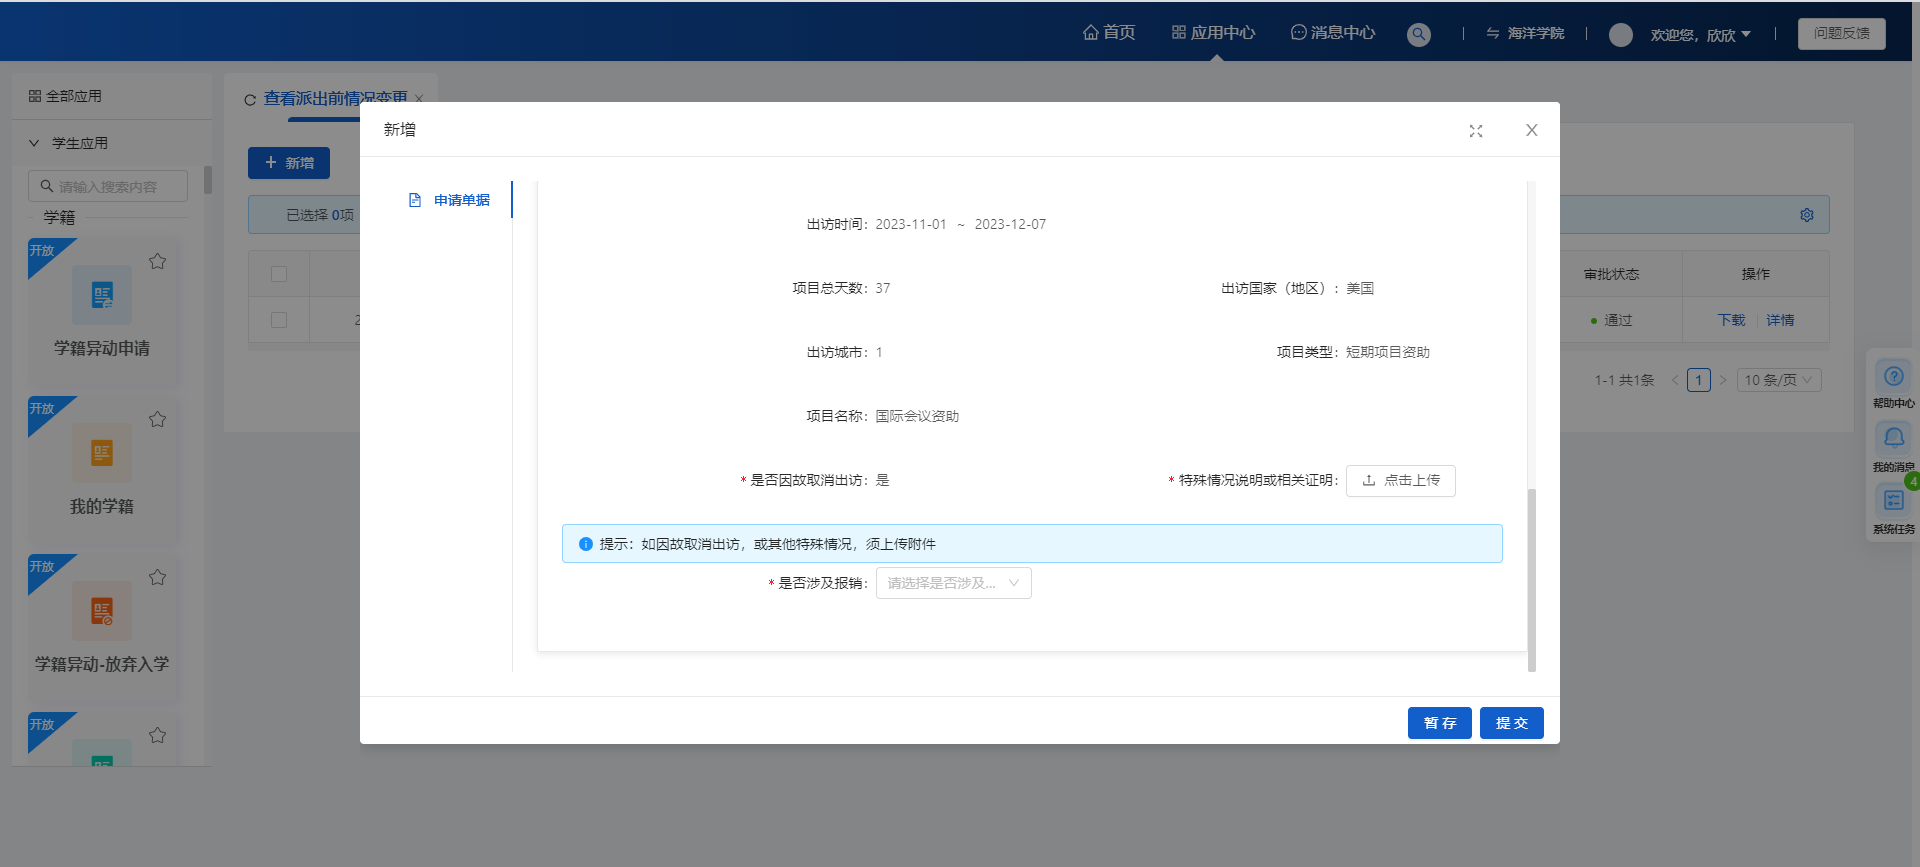 首页
应用中心
消息中心
海洋学院
欢迎您，欣欣
问题反馈
全部应用
学生应用
请输入搜索内容
学籍
开放
学籍异动申请
开放
我的学籍
开放
学籍异动-放弃入学
开放
查看派出前情况变更
新增
已选择 0项
2
审批状态
操作
通过
下载
详情
1-1 共1条
1
10 条/页
帮助中心
我的消息
4
系统任务
新增
申请单据
出访时间：2023-11-01 ~ 2023-12-07
项目总天数：37
出访国家（地区）：美国
出访城市：1
项目类型：短期项目资助
项目名称：国际会议资助
*是否因故取消出访：是
*特殊情况说明或相关证明：
点击上传
提示：如因故取消出访，或其他特殊情况，须上传附件
*是否涉及报销：
请选择是否涉及...
暂存
提交